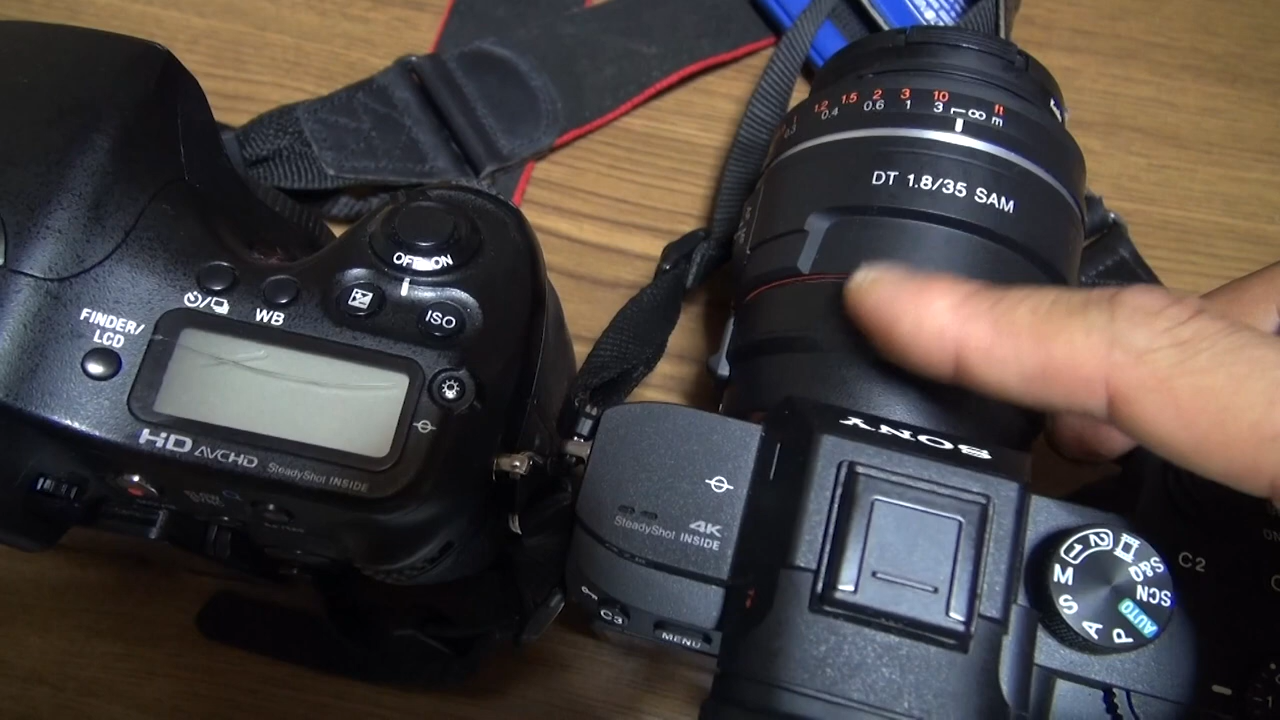 OFF ON
ISO
WB
FINDER/
LCD
HD AVCHD SteadyShot INSIDE
1.2 1.5 2 3 10 ∞ ft
0.3 0.4 0.6 1 3 m
DT 1.8/35 SAM
SONY
4K
SteadyShot INSIDE
C3
MENU
1 2 S&Q SCN AUTO P A S M
C2